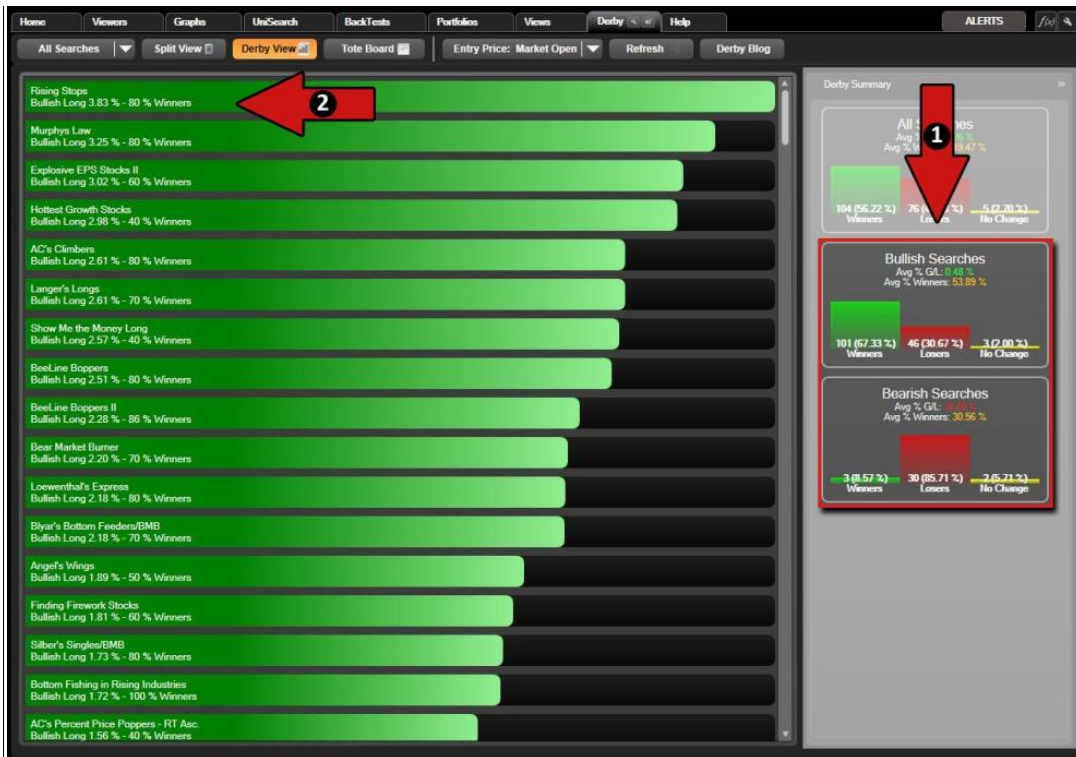 Home Viewers Graphs UniSearch BackTests Portfolios Views Derby Help ALERTS f(x)
All Searches Split View Derby View Tote Board Entry Price: Market Open Refresh Derby Blog
Rising Stops
Bullish Long 3.83 % - 80 % Winners
2
Murphys Law
Bullish Long 3.25 % - 80 % Winners
Explosive EPS Stocks II
Bullish Long 3.02 % - 60 % Winners
Hottest Growth Stocks
Bullish Long 2.98 % - 40 % Winners
AC's Climbers
Bullish Long 2.61 % - 80 % Winners
Langer's Longs
Bullish Long 2.61 % - 70 % Winners
Show Me the Money Long
Bullish Long 2.57 % - 40 % Winners
BeeLine Boppers
Bullish Long 2.51 % - 80 % Winners
BeeLine Boppers II
Bullish Long 2.28 % - 86 % Winners
Bear Market Burner
Bullish Long 2.20 % - 70 % Winners
Loewenthal's Express
Bullish Long 2.18 % - 80 % Winners
Blyar's Bottom Feeders/BMB
Bullish Long 2.18 % - 70 % Winners
Angel's Wings
Bullish Long 1.89 % - 50 % Winners
Finding Firework Stocks
Bullish Long 1.81 % - 60 % Winners
Silber's Singles/BMB
Bullish Long 1.73 % - 80 % Winners
Bottom Fishing in Rising Industries
Bullish Long 1.72 % - 100 % Winners
AC's Percent Price Poppers - RT Asc.
Bullish Long 1.56 % - 40 % Winners
Derby Summary
All
Avg %
Avg %
1
104 (56.22 %) 5 (2.70 %)
Winners Losers No Change
Bullish Searches
Avg % G/L: 0.48 %
Avg % Winners: 53.89 %
101 (67.33 %) 46 (30.67 %) 3 (2.00 %)
Winners Losers No Change
Bearish Searches
Avg % G/L:
Avg % Winners: 30.56 %
3 (8.57 %) 30 (85.71 %) 2 (5.71 %)
Winners Losers No Change